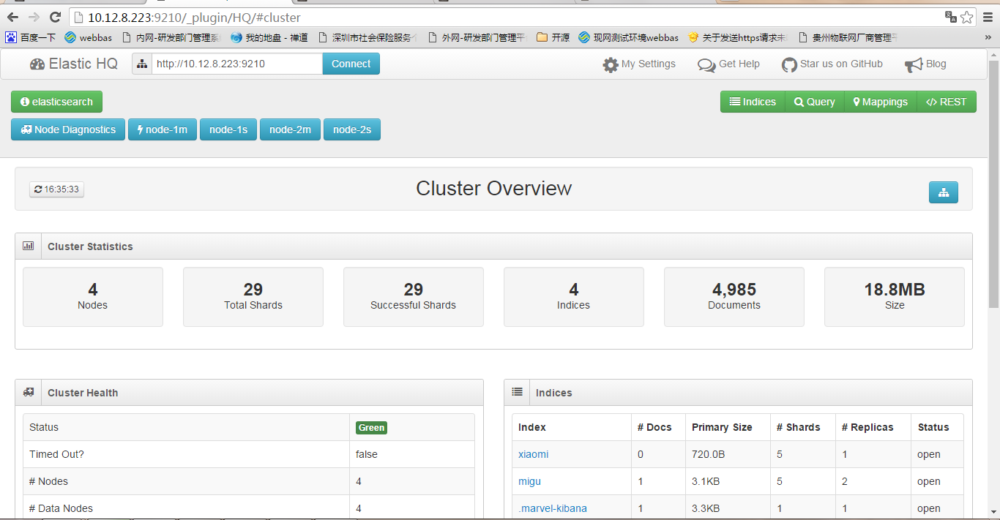 10.12.8.223:9210/_plugin/HQ/#cluster
百度一下 webbas 内网-研发部门管理系 我的地盘 - 禅道 深圳市社会保险服务 外网-研发部门管理平 开源 现网测试环境webbas 关于发送https请求未 贵州物联网厂商管理平 »
Elastic HQ http://10.12.8.223:9210 Connect My Settings Get Help Star us on GitHub Blog
elasticsearch Indices Query Mappings </> REST
Node Diagnostics node-1m node-1s node-2m node-2s
16:35:33 Cluster Overview
Cluster Statistics
4 29 29 4 4,985 18.8MB
Nodes Total Shards Successful Shards Indices Documents Size
Cluster Health Indices
Status Green Index # Docs Primary Size # Shards # Replicas Status
Timed Out? false xiaomi 0 720.0B 5 1 open
# Nodes 4 migu 1 3.1KB 5 2 open
# Data Nodes 4 .marvel-kibana 1 3.3KB 1 1 open